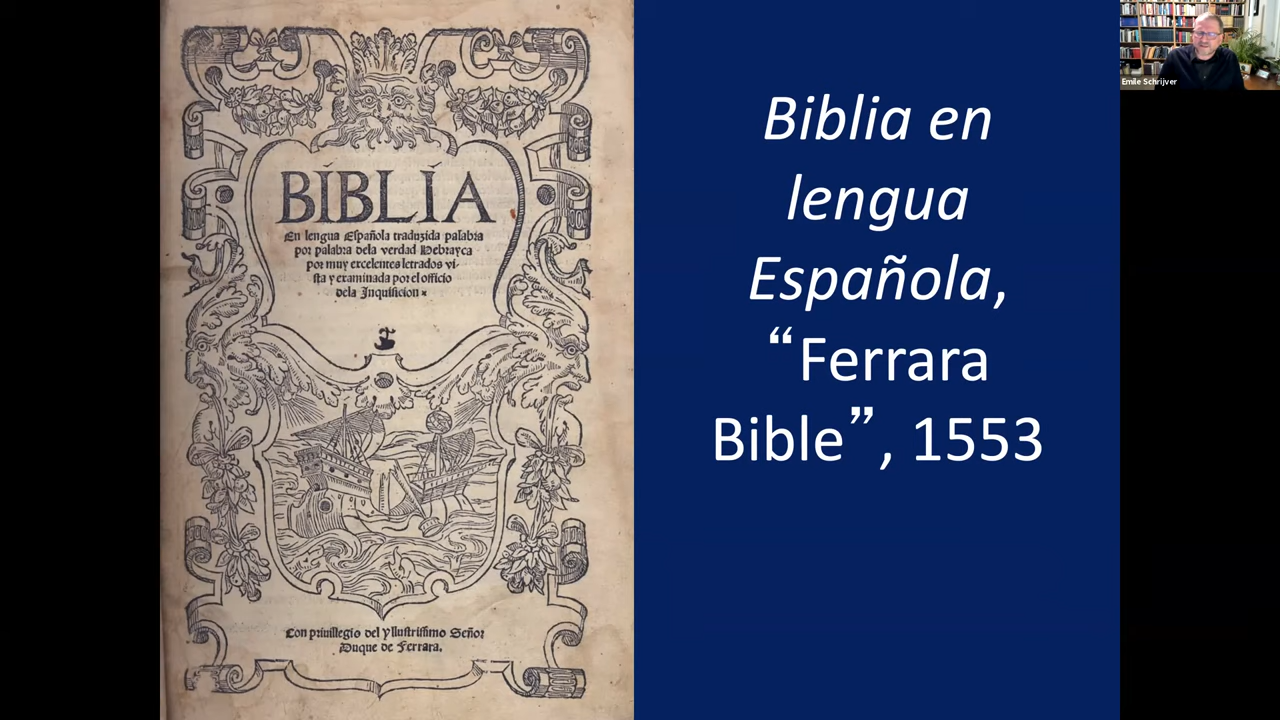 BÍBLÍA
En lengua Española traduzida palabra
por palabra dela verdad Hebrayca
por muy excelentes letrados vi-
sta y examinada por el officio
dela Inquisicion
Con priuillegio del yllustrissimo Señor
Duque de Ferrara.
Biblia en
lengua
Española,
“Ferrara
Bible”, 1553
Emile Schrijver